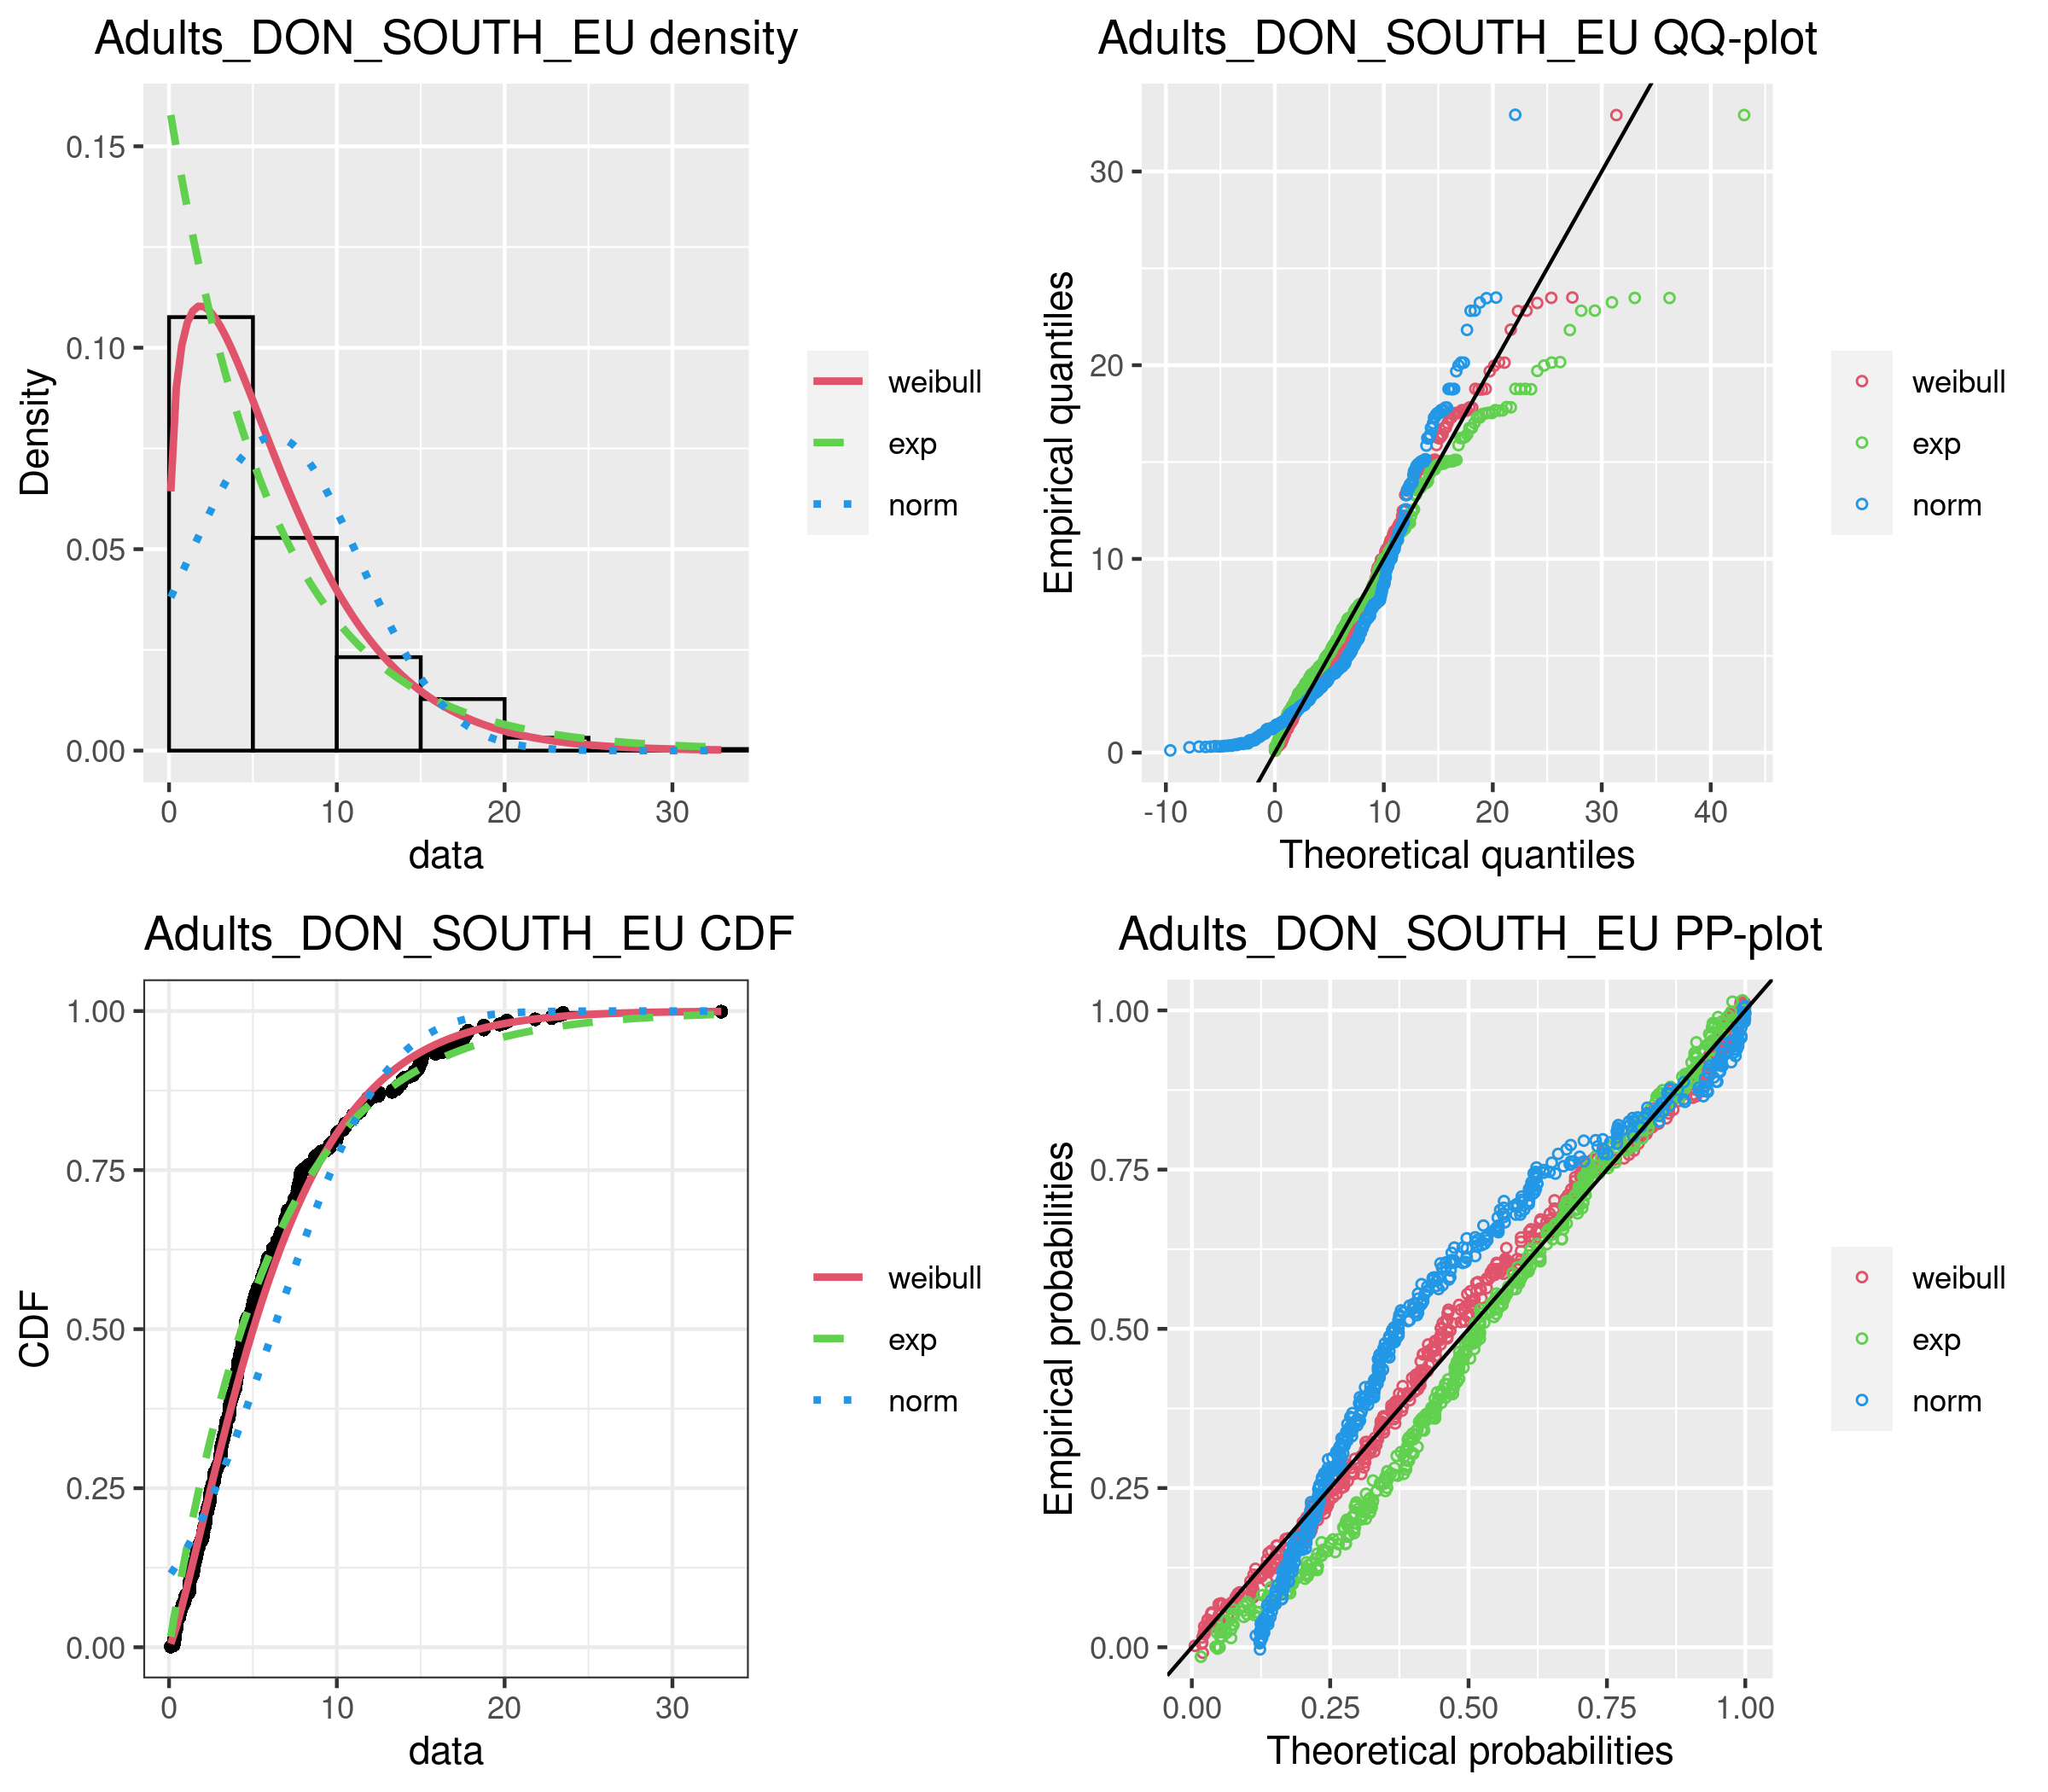 Adults_DON_SOUTH_EU density
0.15
0.10
0.05
0.00
Density
0 10 20 30
data
weibull
exp
norm
Adults_DON_SOUTH_EU QQ-plot
30
20
10
0
Empirical quantiles
-10 0 10 20 30 40
Theoretical quantiles
weibull
exp
norm
Adults_DON_SOUTH_EU CDF
1.00
0.75
0.50
0.25
0.00
CDF
0 10 20 30
data
weibull
exp
norm
Adults_DON_SOUTH_EU PP-plot
1.00
0.75
0.50
0.25
0.00
Empirical probabilities
0.00 0.25 0.50 0.75 1.00
Theoretical probabilities
weibull
exp
norm